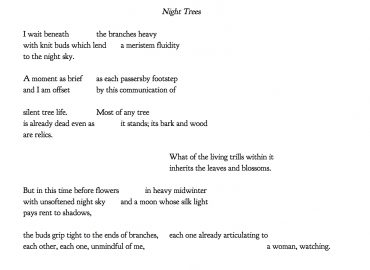 Night Trees
I wait beneath the branches heavy
with knit buds which lend a meristem fluidity
to the night sky.
A moment as brief as each passersby footstep
and I am offset by this communication of
silent tree life. Most of any tree
is already dead even as it stands; its bark and wood
are relics.
What of the living trills within it
inherits the leaves and blossoms.
But in this time before flowers in heavy midwinter
with unsoftened night sky and a moon whose silk light
pays rent to shadows,
the buds grip tight to the ends of branches, each one already articulating to
each other, each one, unmindful of me, a woman, watching.